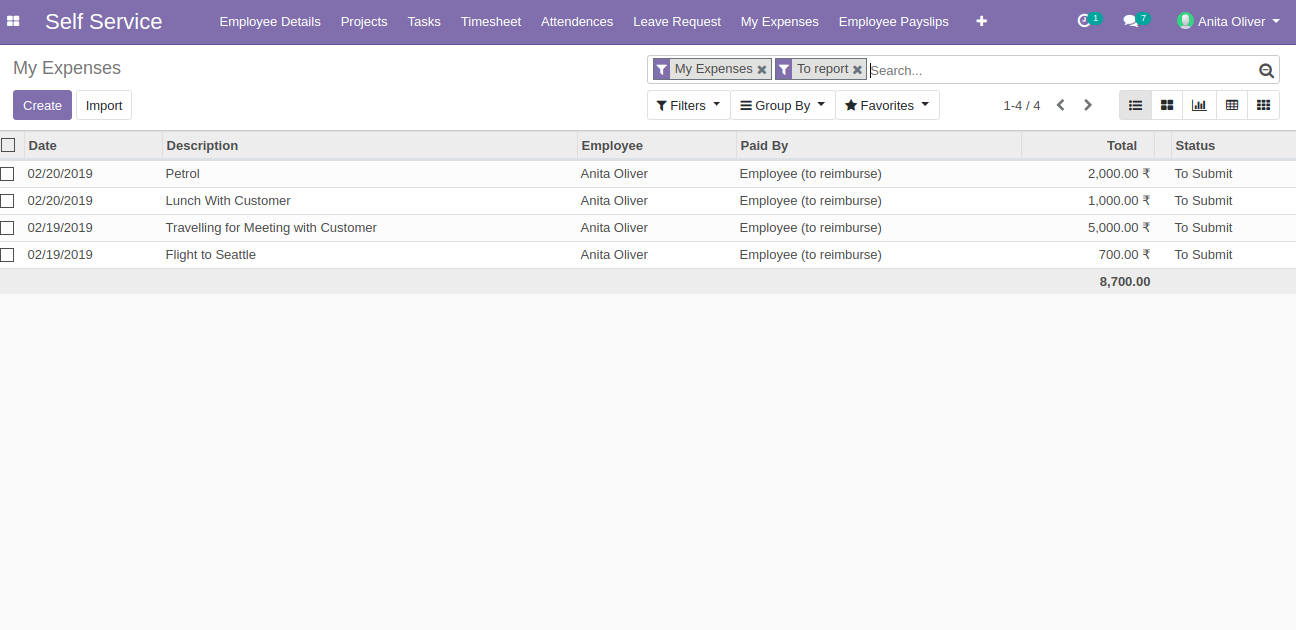 Self Service Employee Details Projects Tasks Timesheet Attendences Leave Request My Expenses Employee Payslips 1 7 Anita Oliver
My Expenses My Expenses To report Search...
Create Import Filters Group By Favorites 1-4 / 4
Date Description Employee Paid By Total Status
02/20/2019 Petrol Anita Oliver Employee (to reimburse) 2,000.00 ₹ To Submit
02/20/2019 Lunch With Customer Anita Oliver Employee (to reimburse) 1,000.00 ₹ To Submit
02/19/2019 Travelling for Meeting with Customer Anita Oliver Employee (to reimburse) 5,000.00 ₹ To Submit
02/19/2019 Flight to Seattle Anita Oliver Employee (to reimburse) 700.00 ₹ To Submit
8,700.00